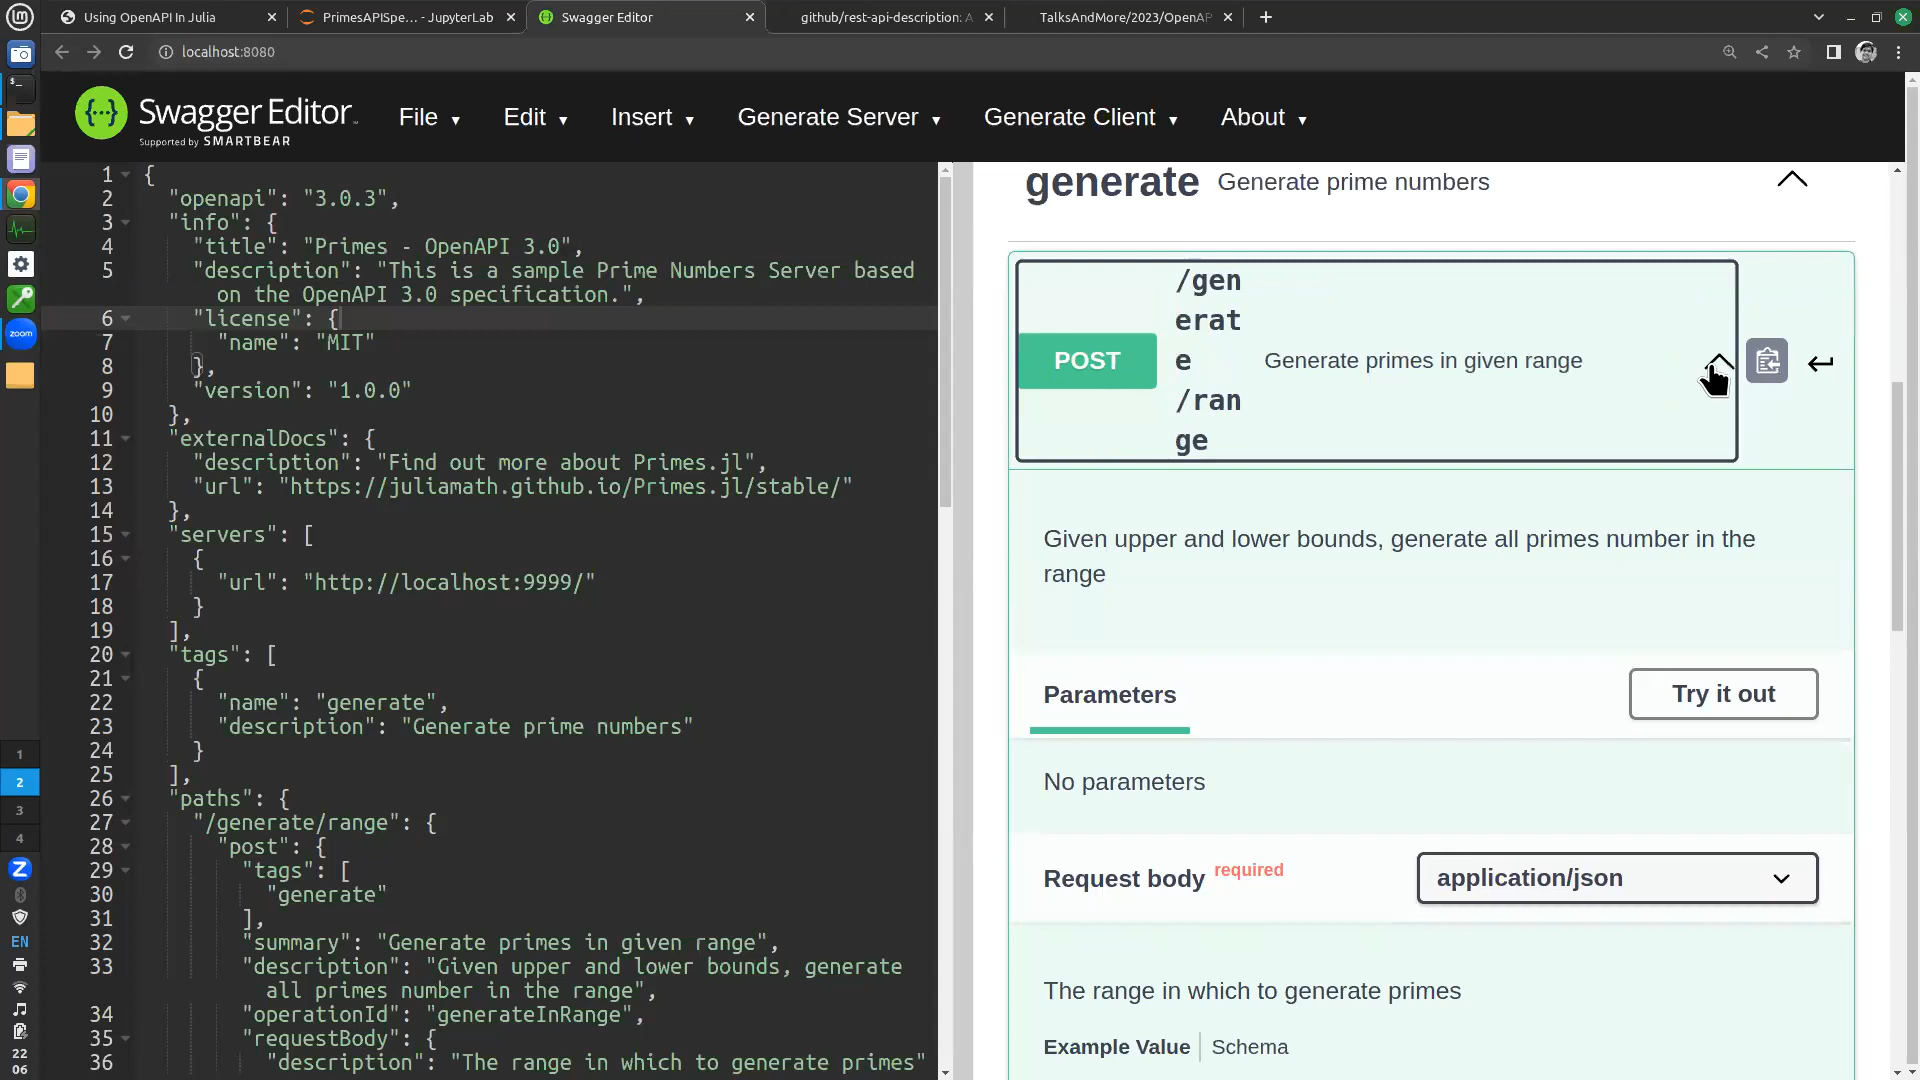 Using OpenAPI In Julia
PrimesAPISpe... - JupyterLab
Swagger Editor
github/rest-api-description: A
TalksAndMore/2023/OpenAP
localhost:8080
Swagger Editor
Supported by SMARTBEAR
File
Edit
Insert
Generate Server
Generate Client
About
1 {
2 "openapi": "3.0.3",
3 "info": {
4 "title": "Primes - OpenAPI 3.0",
5 "description": "This is a sample Prime Numbers Server based
on the OpenAPI 3.0 specification.",
6 "license": {
7 "name": "MIT"
8 },
9 "version": "1.0.0"
10 },
11 "externalDocs": {
12 "description": "Find out more about Primes.jl",
13 "url": "https://juliamath.github.io/Primes.jl/stable/"
14 },
15 "servers": [
16 {
17 "url": "http://localhost:9999/"
18 }
19 ],
20 "tags": [
21 {
22 "name": "generate",
23 "description": "Generate prime numbers"
24 }
25 ],
26 "paths": {
27 "/generate/range": {
28 "post": {
29 "tags": [
30 "generate"
31 ],
32 "summary": "Generate primes in given range",
33 "description": "Given upper and lower bounds, generate
all primes number in the range",
34 "operationId": "generateInRange",
35 "requestBody": {
36 "description": "The range in which to generate primes"
generate Generate prime numbers
POST
/gen
erat
e
/ran
ge
Generate primes in given range
Given upper and lower bounds, generate all primes number in the
range
Parameters
Try it out
No parameters
Request body required
application/json
The range in which to generate primes
Example Value
Schema
zoom
1
2
3
4
Z
EN
22
06